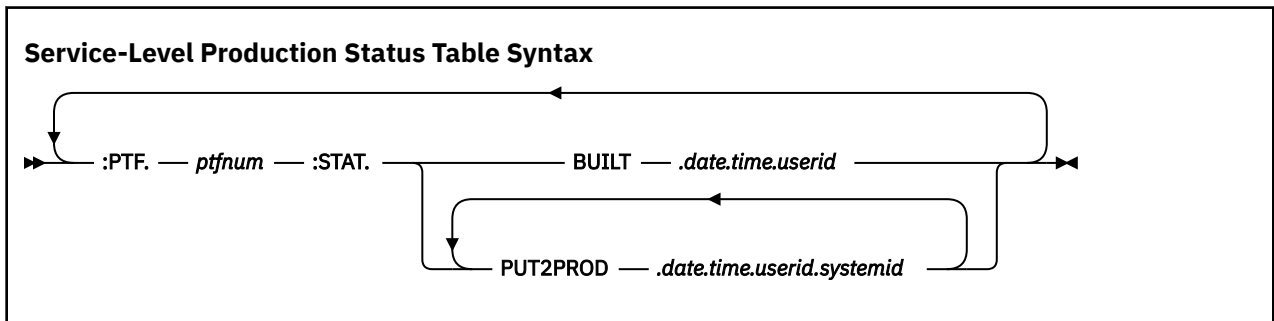 Service-Level Production Status Table Syntax
:PTF. ptfnum :STAT. BUILT .date.time.userid
PUT2PROD .date.time.userid.systemid